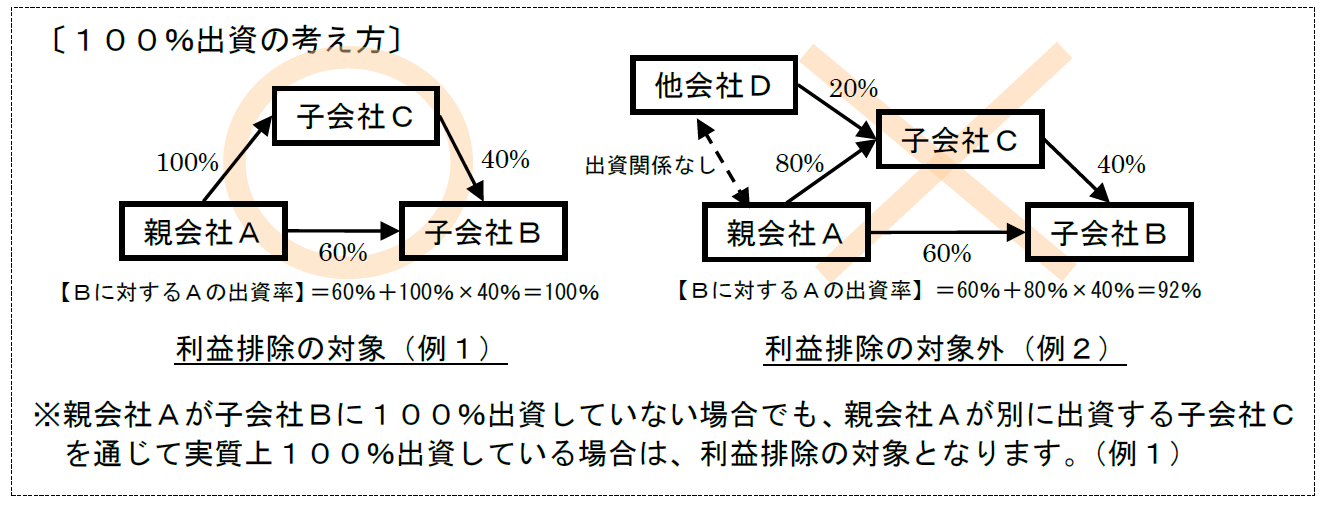 〔１００％出資の考え方〕
子会社Ｃ
100%
40%
親会社Ａ
60%
子会社Ｂ
【Ｂに対するＡの出資率】＝60％＋100％×40％＝100％
利益排除の対象（例１）
他会社Ｄ
20%
子会社Ｃ
出資関係なし
80%
40%
親会社Ａ
60%
子会社Ｂ
【Ｂに対するＡの出資率】＝60％＋80％×40％＝92％
利益排除の対象外（例２）
※親会社Ａが子会社Ｂに１００％出資していない場合でも、親会社Ａが別に出資する子会社Ｃ
を通じて実質上１００％出資している場合は、利益排除の対象となります。（例１）